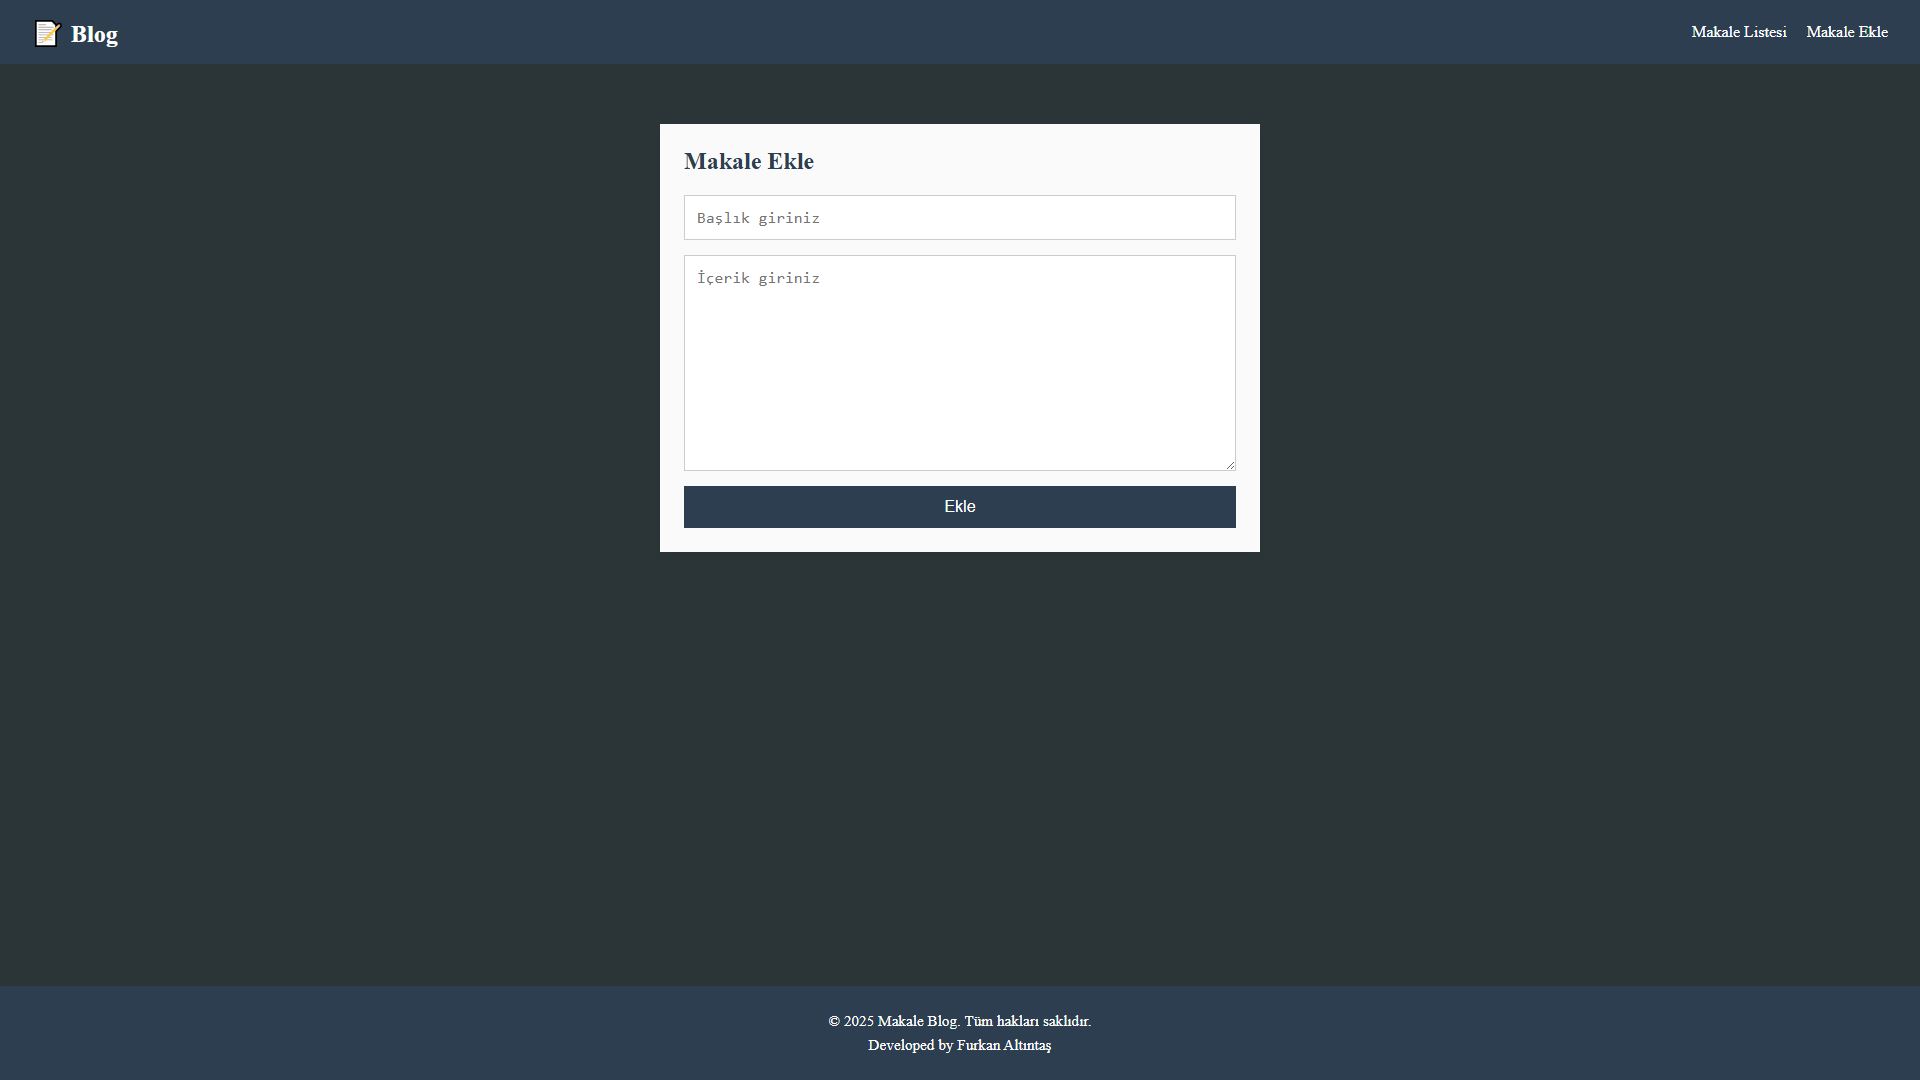 Blog
Makale Listesi
Makale Ekle
Makale Ekle
Başlık giriniz
İçerik giriniz
Ekle
© 2025 Makale Blog. Tüm hakları saklıdır.
Developed by Furkan Altıntaş